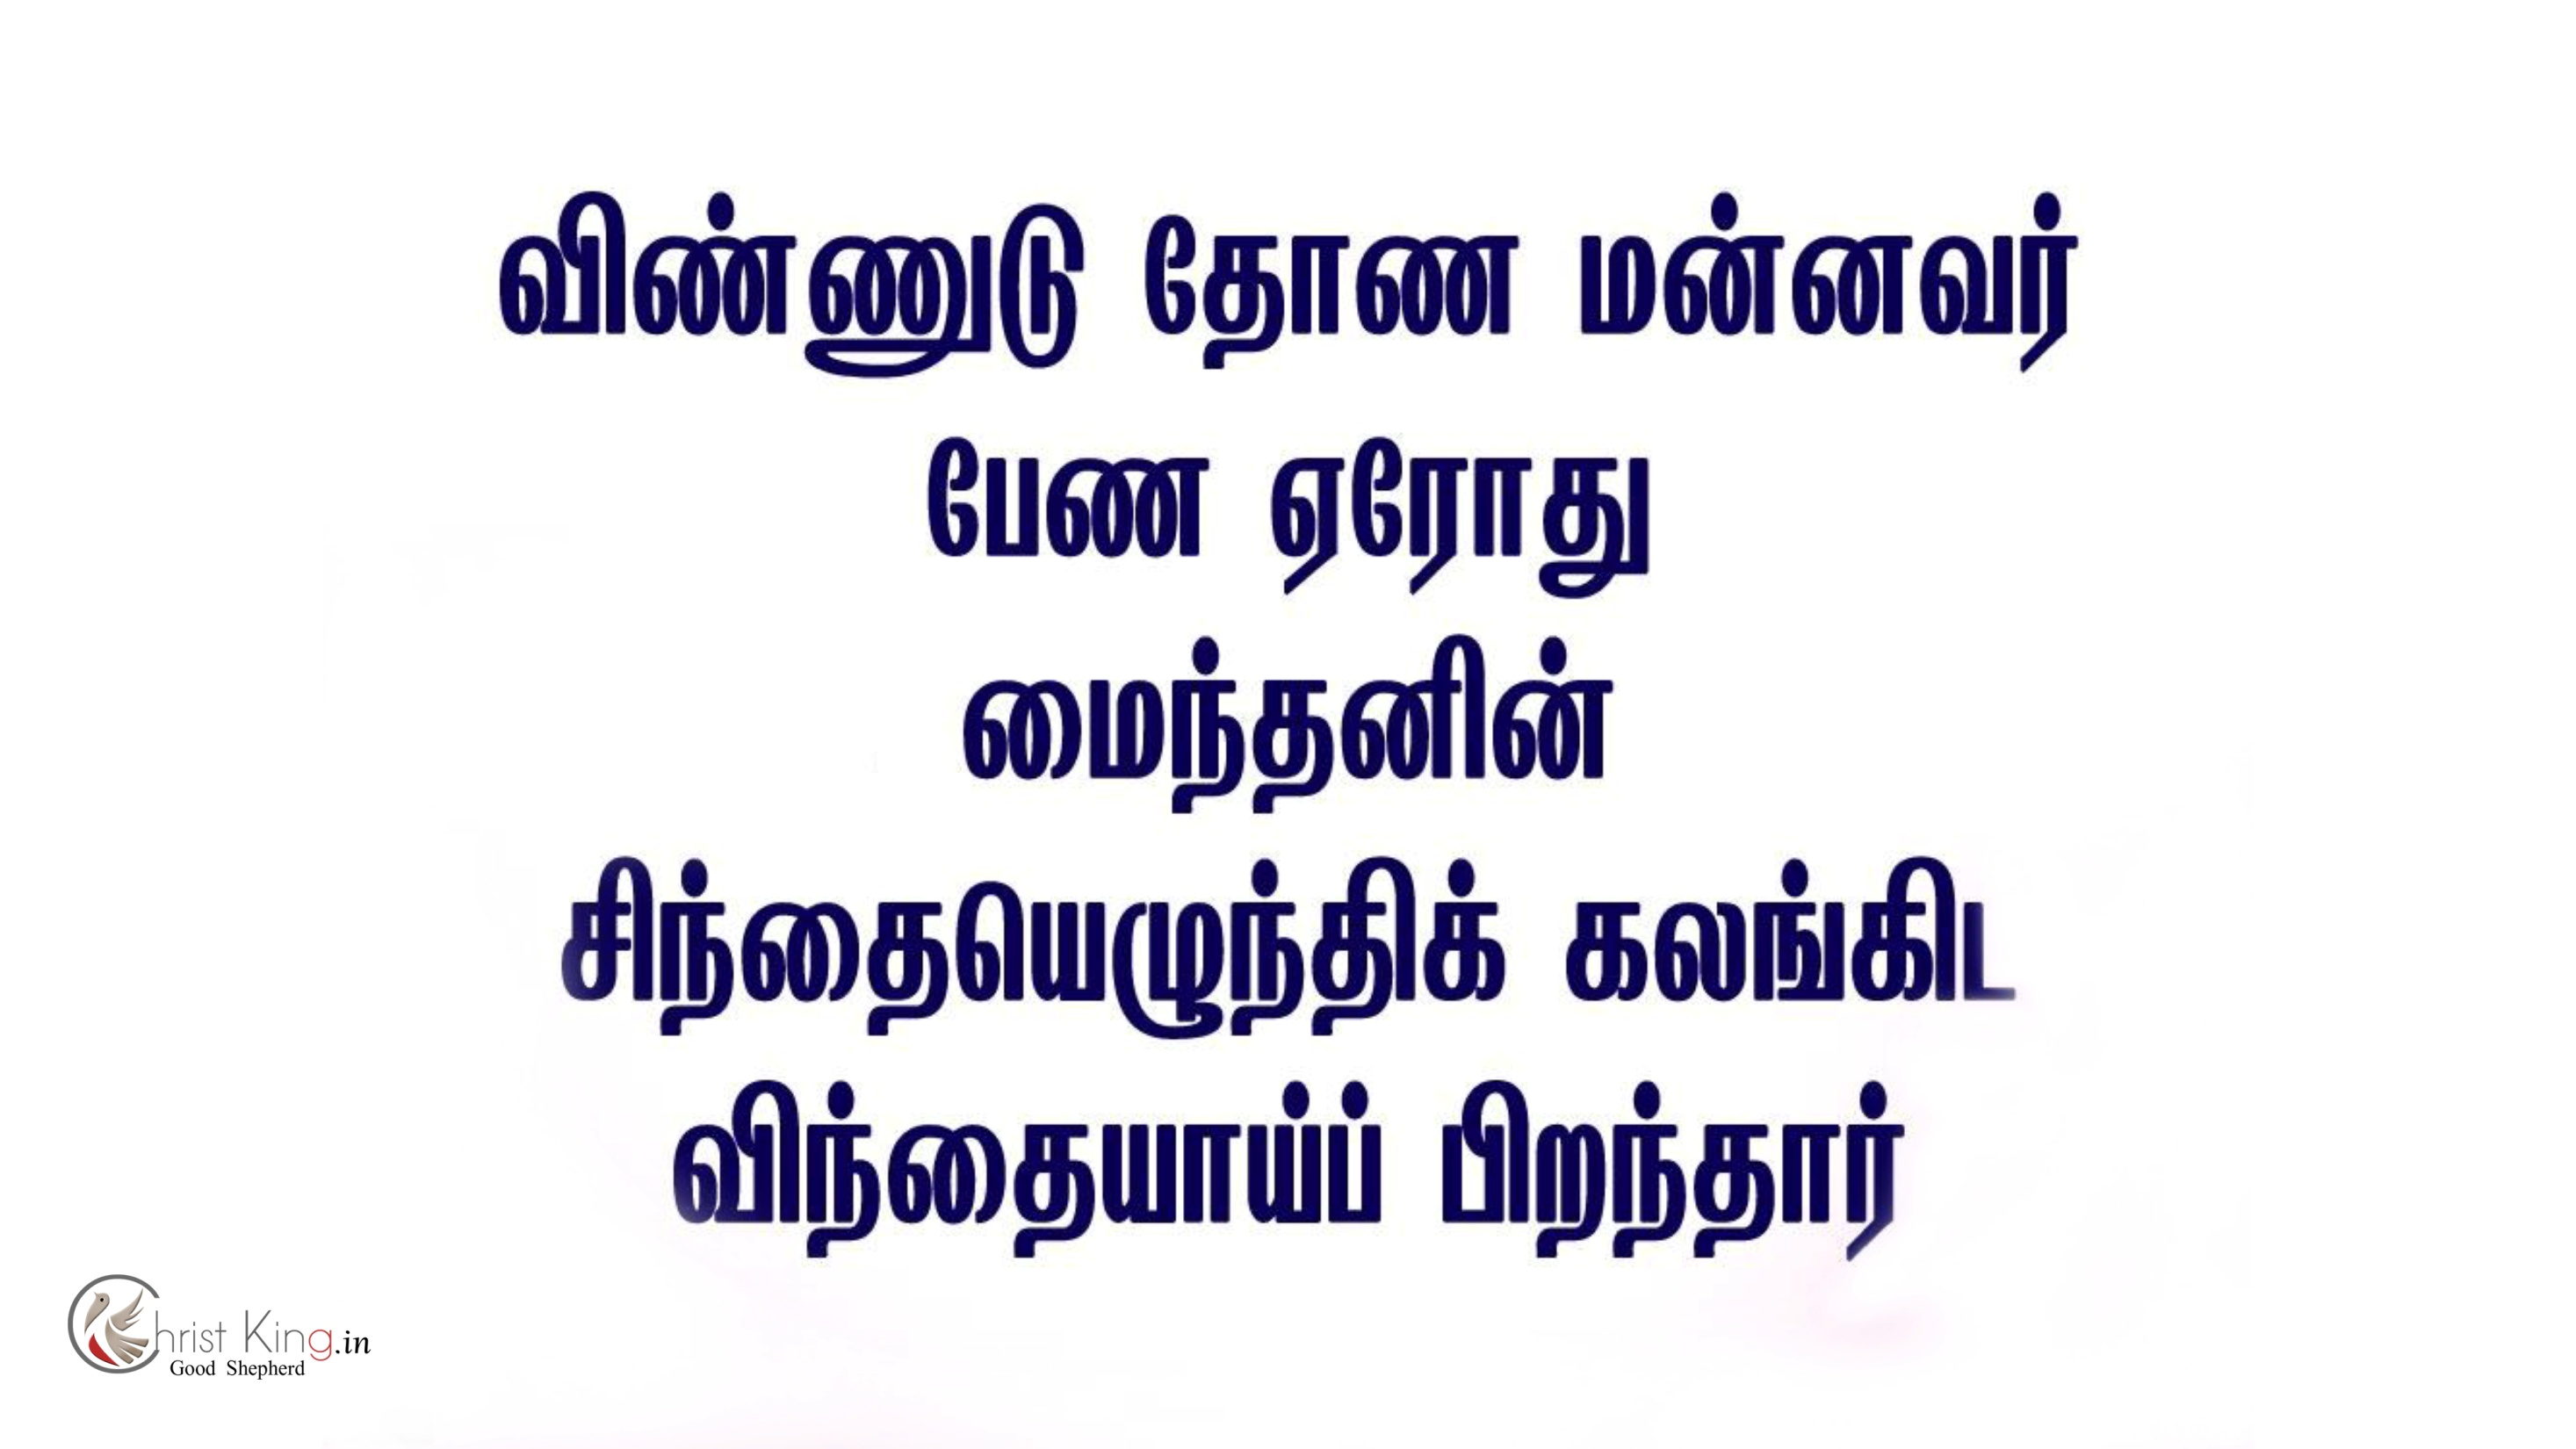 விண்ணுடு தோண மன்னவர்
பேண ஏரோது
மைந்தனின்
சிந்தையெழுந்திக் கலங்கிட
விந்தையாய்ப் பிறந்தார்
Christ King.in
Good Shepherd